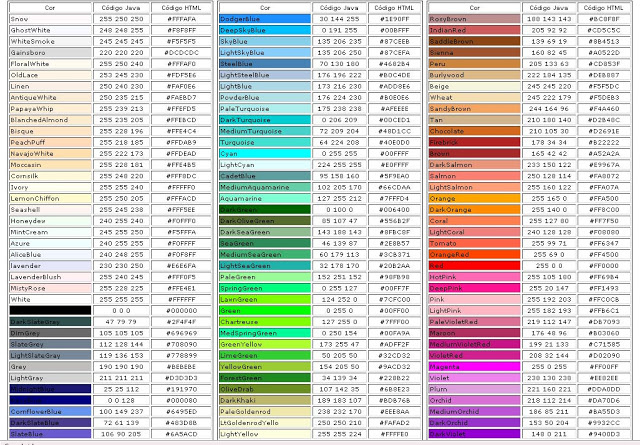 Cor Código Java Código HTML
Snow 255 250 250 #FFFAFA
GhostWhite 248 248 255 #F8F8FF
WhiteSmoke 245 245 245 #F5F5F5
Gainsboro 220 220 220 #DCDCDC
FloralWhite 255 250 240 #FFFAF0
OldLace 253 245 230 #FDF5E6
Linen 250 240 230 #FAF0E6
AntiqueWhite 250 235 215 #FAEBD7
PapayaWhip 255 239 213 #FFEFD5
BlanchedAlmond 255 235 205 #FFEBCD
Bisque 255 228 196 #FFE4C4
PeachPuff 255 218 185 #FFDAB9
NavajoWhite 255 222 173 #FFDEAD
Moccasin 255 228 181 #FFE4B5
Cornsilk 255 248 220 #FFF8DC
Ivory 255 255 240 #FFFFF0
LemonChiffon 255 250 205 #FFFACD
Seashell 255 245 238 #FFF5EE
Honeydew 240 255 240 #F0FFF0
MintCream 245 255 250 #F5FFFA
Azure 240 255 255 #F0FFFF
AliceBlue 240 248 255 #F0F8FF
lavender 230 230 250 #E6E6FA
LavenderBlush 255 240 245 #FFF0F5
MistyRose 255 228 225 #FFE4E1
White 255 255 255 #FFFFFF
0 0 0 #000000
DarkSlateGray 47 79 79 #2F4F4F
DimGrey 105 105 105 #696969
SlateGrey 112 128 144 #708090
LightSlateGray 119 136 153 #778899
Grey 190 190 190 #BEBEBE
LightGray 211 211 211 #D3D3D3
MidnightBlue 25 25 112 #191970
0 0 128 #000080
CornflowerBlue 100 149 237 #6495ED
DarkSlateBlue 72 61 139 #483D8B
SlateBlue 106 90 205 #6A5ACD
Cor Código Java Código HTML
DodgerBlue 30 144 255 #1E90FF
DeepSkyBlue 0 191 255 #00BFFF
SkyBlue 135 206 235 #87CEEB
LightSkyBlue 135 206 250 #87CEFA
SteelBlue 70 130 180 #4682B4
LightSteelBlue 176 196 222 #B0C4DE
LightBlue 173 216 230 #ADD8E6
PowderBlue 176 224 230 #B0E0E6
PaleTurquoise 175 238 238 #AFEEEE
DarkTurquoise 0 206 209 #00CED1
MediumTurquoise 72 209 204 #48D1CC
Turquoise 64 224 208 #40E0D0
Cyan 0 255 255 #00FFFF
LightCyan 224 255 255 #E0FFFF
CadetBlue 95 158 160 #5F9EA0
MediumAquamarine 102 205 170 #66CDAA
Aquamarine 127 255 212 #7FFFD4
DarkGreen 0 100 0 #006400
DarkOliveGreen 85 107 47 #556B2F
DarkSeaGreen 143 188 143 #8FBC8F
SeaGreen 46 139 87 #2E8B57
MediumSeaGreen 60 179 113 #3CB371
LightSeaGreen 32 178 170 #20B2AA
PaleGreen 152 251 152 #98FB98
SpringGreen 0 255 127 #00FF7F
LawnGreen 124 252 0 #7CFC00
Green 0 255 0 #00FF00
Chartreuse 127 255 0 #7FFF00
MedSpringGreen 0 250 154 #00FA9A
GreenYellow 173 255 47 #ADFF2F
LimeGreen 50 205 50 #32CD32
YellowGreen 154 205 50 #9ACD32
ForestGreen 34 139 34 #228B22
OliveDrab 107 142 35 #6B8E23
DarkKhaki 189 183 107 #BDB76B
PaleGoldenrod 238 232 170 #EEE8AA
LtGoldenrodYello 250 250 210 #FAFAD2
LightYellow 255 255 224 #FFFFE0
Cor Código Java Código HTML
RosyBrown 188 143 143 #BC8F8F
IndianRed 205 92 92 #CD5C5C
SaddleBrown 139 69 19 #8B4513
Sienna 160 82 45 #A0522D
Peru 205 133 63 #CD853F
Burlywood 222 184 135 #DEB887
Beige 245 245 220 #F5F5DC
Wheat 245 222 179 #F5DEB3
SandyBrown 244 164 96 #F4A460
Tan 210 180 140 #D2B48C
Chocolate 210 105 30 #D2691E
Firebrick 178 34 34 #B22222
Brown 165 42 42 #A52A2A
DarkSalmon 233 150 122 #E9967A
Salmon 250 128 114 #FA8072
LightSalmon 255 160 122 #FFA07A
Orange 255 165 0 #FFA500
DarkOrange 255 140 0 #FF8C00
Coral 255 127 80 #FF7F50
LightCoral 240 128 128 #F08080
Tomato 255 99 71 #FF6347
OrangeRed 255 69 0 #FF4500
Red 255 0 0 #FF0000
HotPink 255 105 180 #FF69B4
DeepPink 255 20 147 #FF1493
Pink 255 192 203 #FFC0CB
LightPink 255 182 193 #FFB6C1
PaleVioletRed 219 112 147 #DB7093
Maroon 176 48 96 #B03060
MediumVioletRed 199 21 133 #C71585
VioletRed 208 32 144 #D02090
Magenta 255 0 255 #FF00FF
Violet 238 130 238 #EE82EE
Plum 221 160 221 #DDA0DD
Orchid 218 112 214 #DA70D6
MediumOrchid 186 85 211 #BA55D3
DarkOrchid 153 50 204 #9932CC
DarkViolet 148 0 211 #9400D3